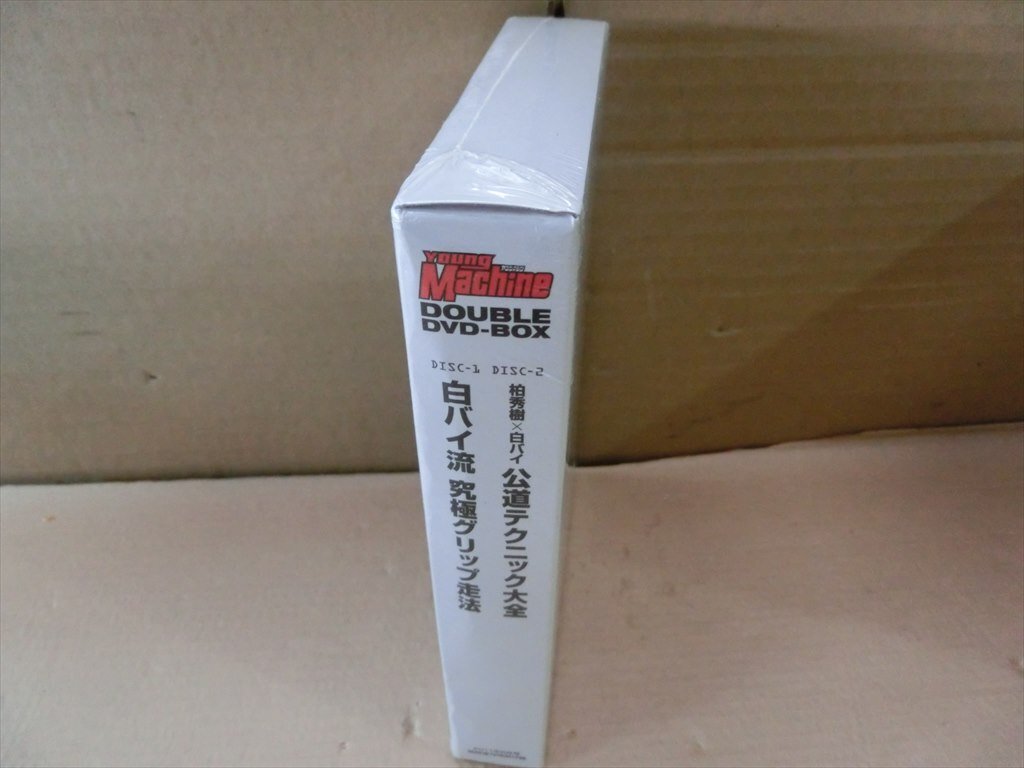 Young
Machine
DOUBLE
DVD-BOX
DISC-1 DISC-2
白バイ流 究極グリップ走法
柏秀樹×白バイ 公道テクニック大全